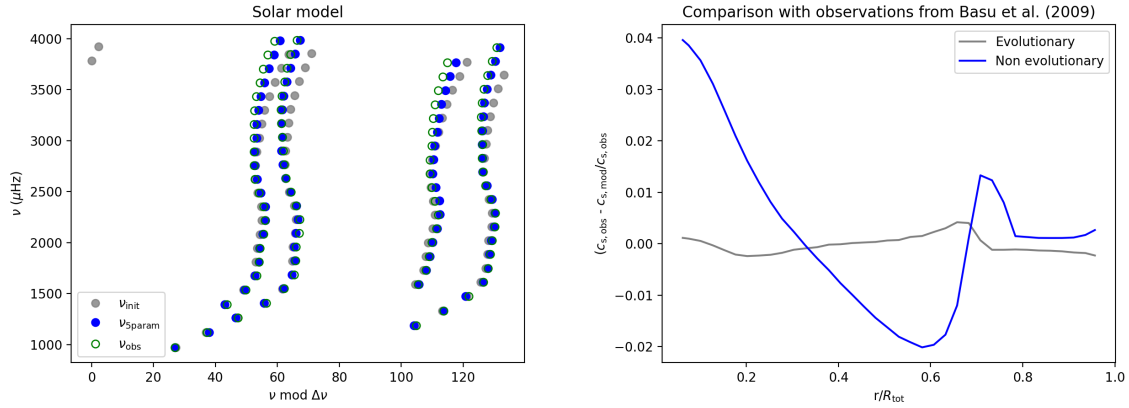 Solar model
4000
3500
3000
2500
2000
1500
1000
ν (μHz)
0 20 40 60 80 100 120
ν mod Δν
ν_init
ν_5param
ν_obs
Comparison with observations from Basu et al. (2009)
0.04
0.03
0.02
0.01
0.00
−0.01
−0.02
(c_s, obs - c_s, mod/c_s, obs
0.2 0.4 0.6 0.8 1.0
r/R_tot
Evolutionary
Non evolutionary